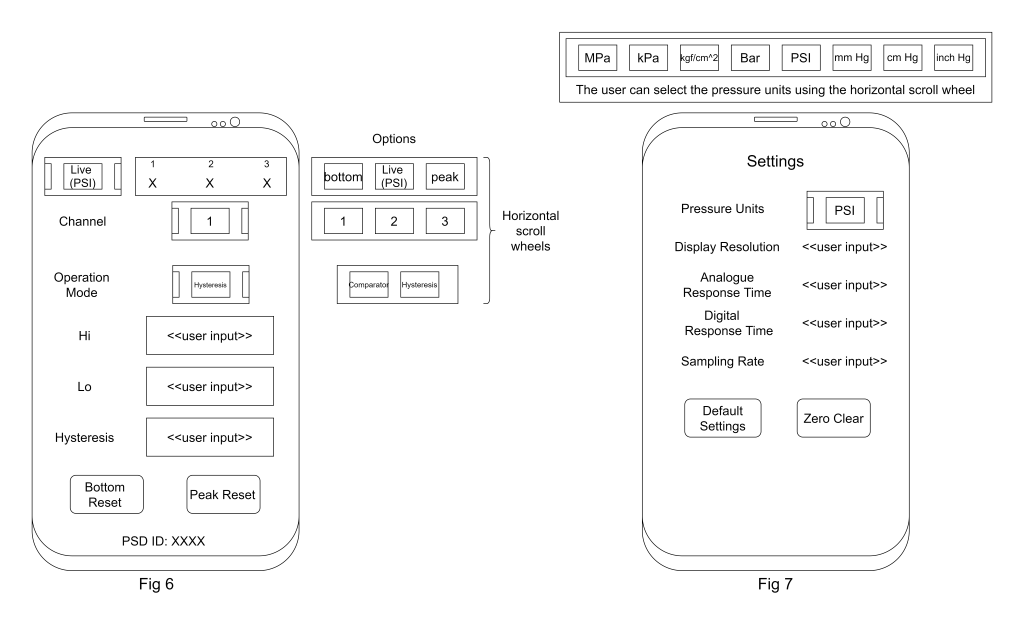 MPa kPa kgf/cm^2 Bar PSI mm Hg cm Hg inch Hg
The user can select the pressure units using the horizontal scroll wheel
Options
Live
(PSI)
1 2 3
X X X
bottom
Live
(PSI)
peak
Channel
1
1 2 3
Horizontal
scroll
wheels
Operation
Mode
Hysteresis
Comparator Hysteresis
Hi
<<user input>>
Lo
<<user input>>
Hysteresis
<<user input>>
Bottom
Reset
Peak Reset
PSD ID: XXXX
Fig 6
Settings
Pressure Units
PSI
Display Resolution
<<user input>>
Analogue
Response Time
<<user input>>
Digital
Response Time
<<user input>>
Sampling Rate
<<user input>>
Default
Settings
Zero Clear
Fig 7